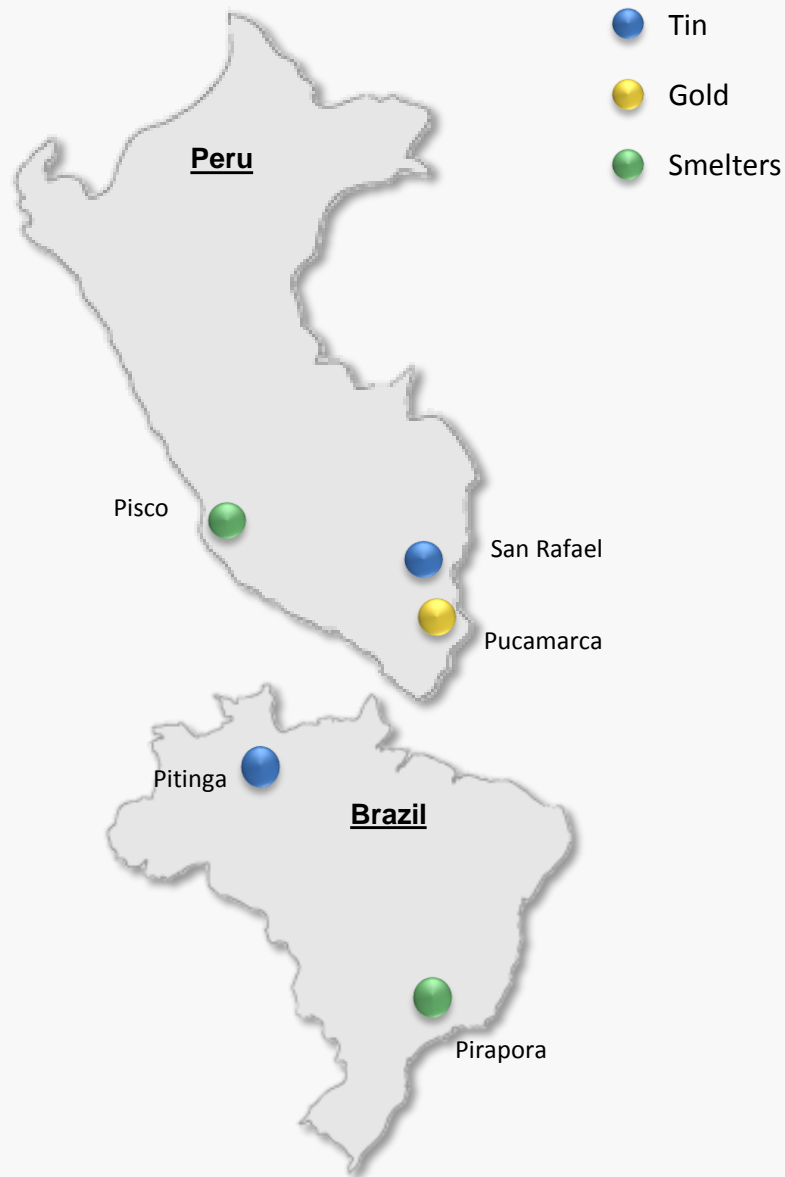 Tin
Gold
Smelters
Peru
Pisco
San Rafael
Pucamarca
Pitinga
Brazil
Pirapora